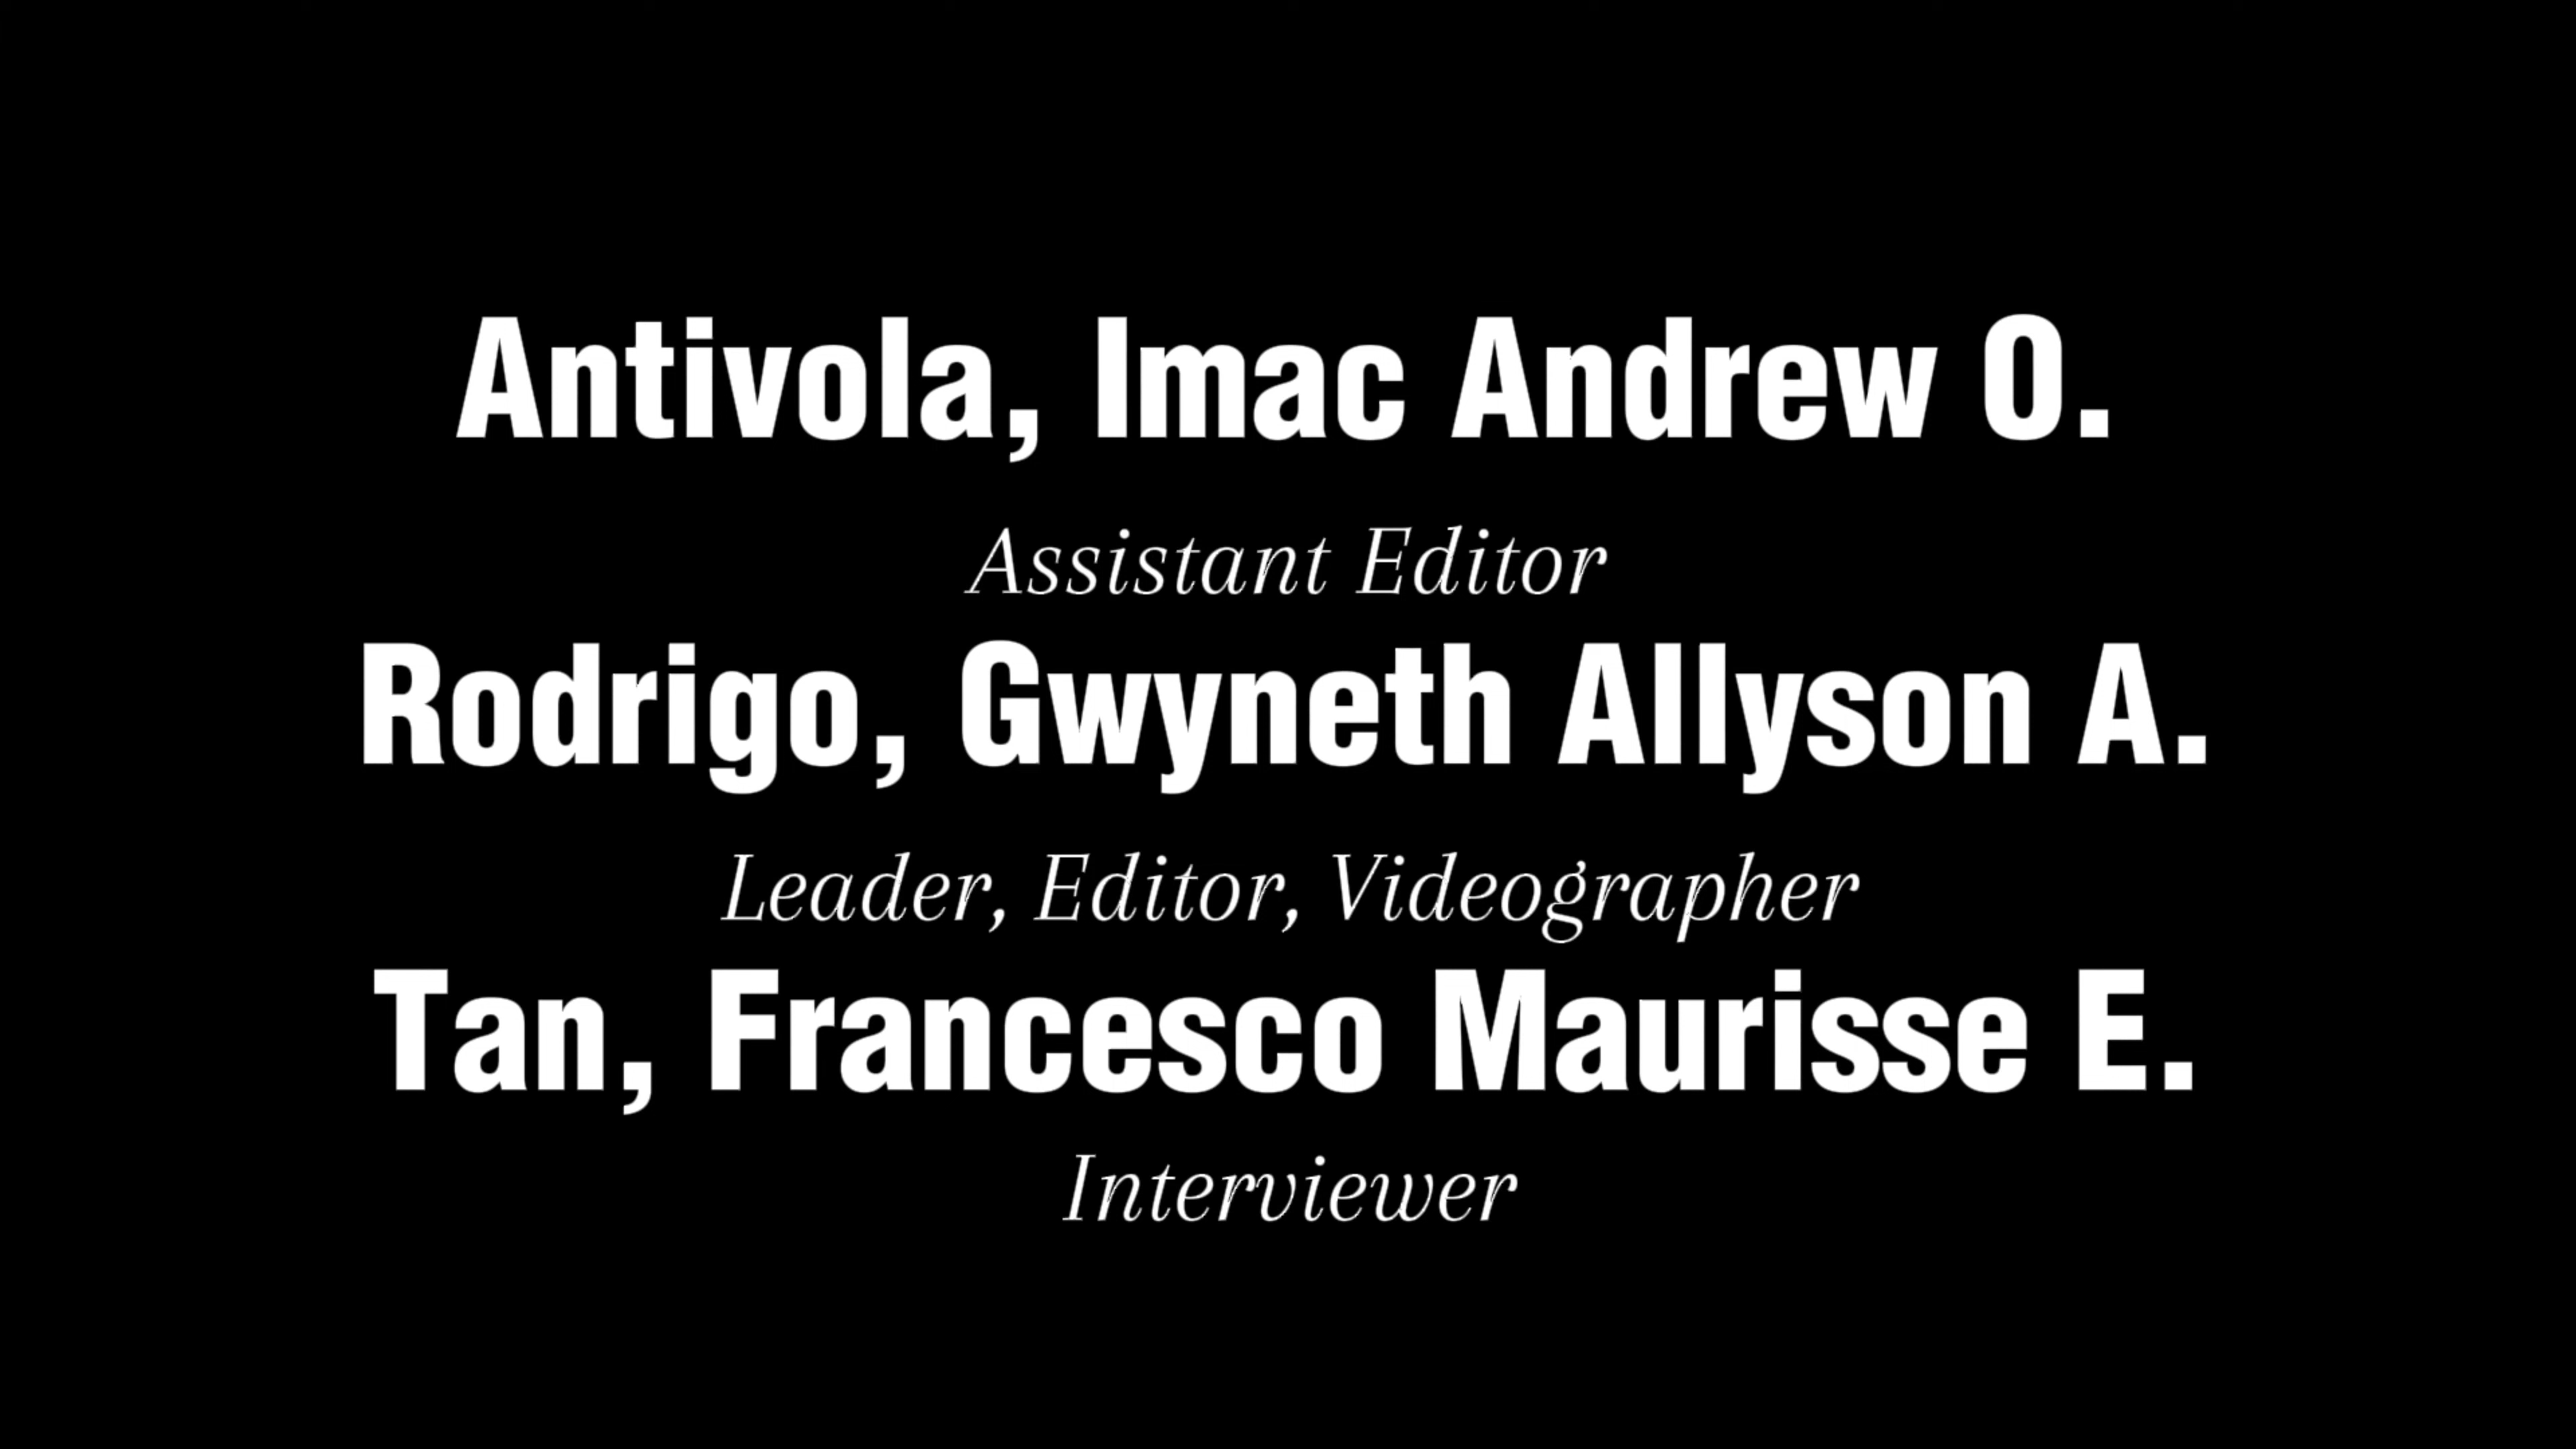 Antivola, Imac Andrew O.
Assistant Editor
Rodrigo, Gwyneth Allyson A.
Leader, Editor, Videographer
Tan, Francesco Maurisse E.
Interviewer